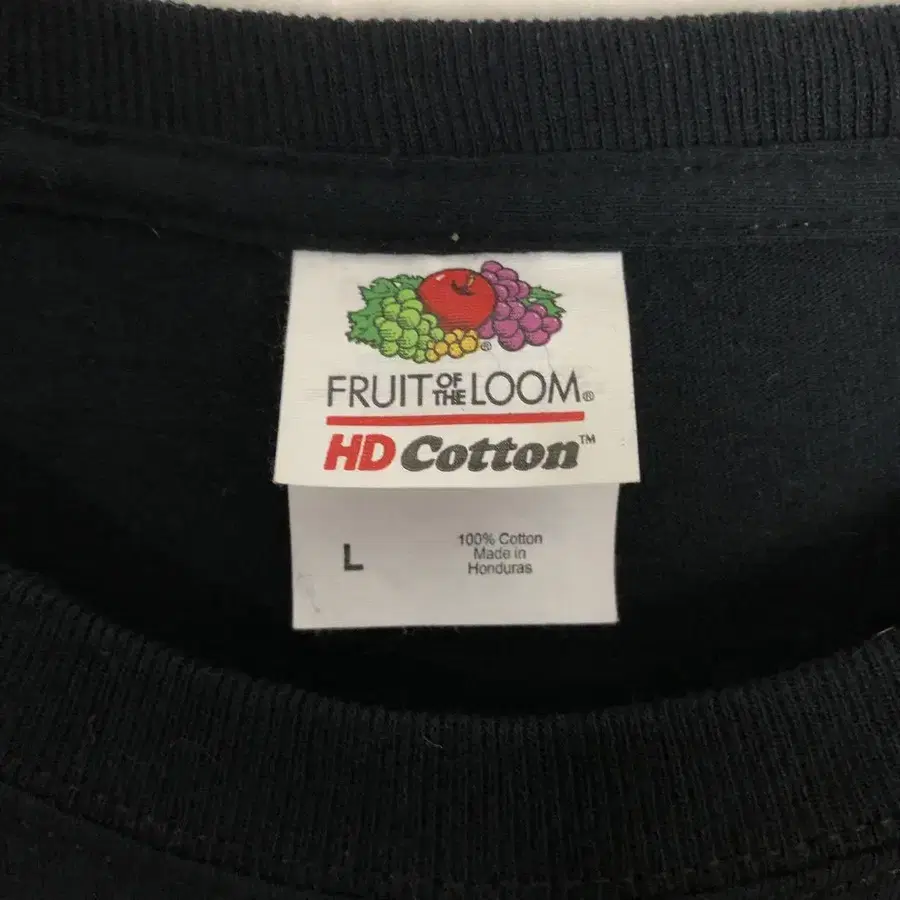 FRUIT OF THE LOOM®
HD Cotton™
L
100% Cotton
Made in
Honduras